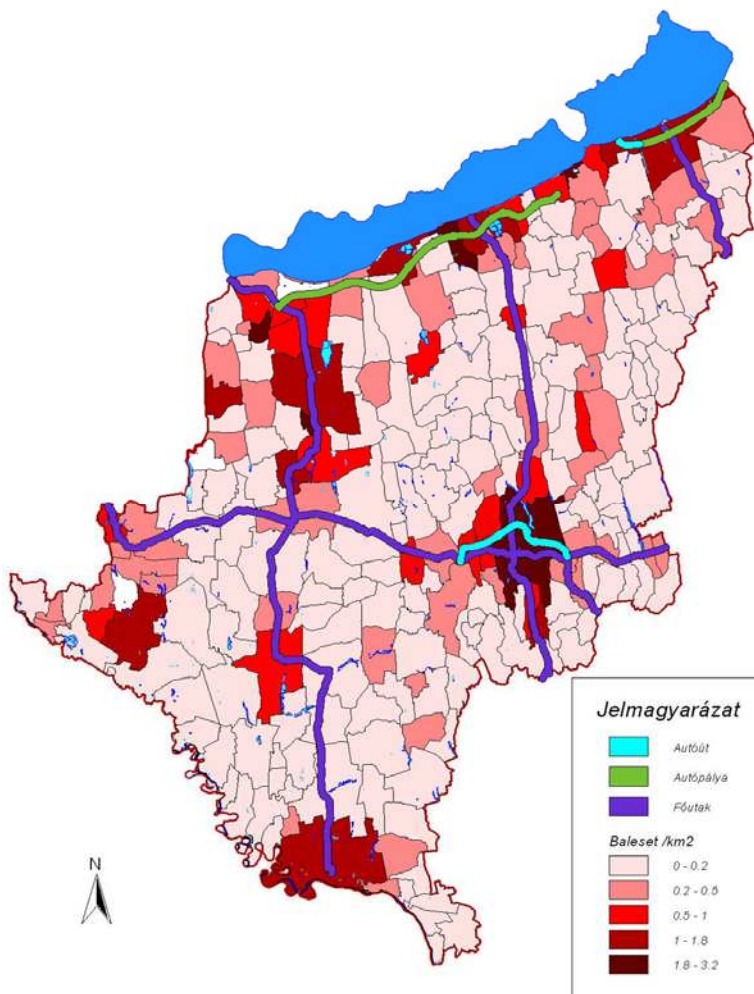 N
Jelmagyarázat
Autóút
Autópálya
Főutak
Baleset /km2
0 - 0.2
0.2 - 0.5
0.5 - 1
1 - 1.8
1.8 - 3.2